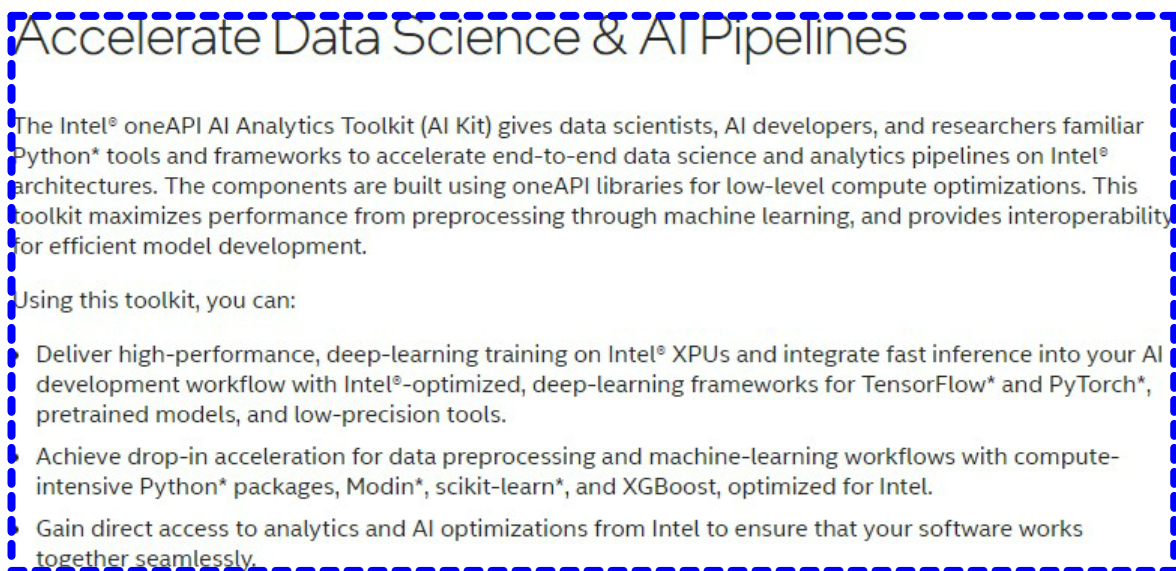 Accelerate Data Science & AI Pipelines
The Intel® oneAPI AI Analytics Toolkit (AI Kit) gives data scientists, AI developers, and researchers familiar
Python* tools and frameworks to accelerate end-to-end data science and analytics pipelines on Intel®
architectures. The components are built using oneAPI libraries for low-level compute optimizations. This
toolkit maximizes performance from preprocessing through machine learning, and provides interoperability
for efficient model development.
Using this toolkit, you can:
• Deliver high-performance, deep-learning training on Intel® XPUs and integrate fast inference into your AI
development workflow with Intel®-optimized, deep-learning frameworks for TensorFlow* and PyTorch*,
pretrained models, and low-precision tools.
• Achieve drop-in acceleration for data preprocessing and machine-learning workflows with compute-
intensive Python* packages, Modin*, scikit-learn*, and XGBoost, optimized for Intel.
• Gain direct access to analytics and AI optimizations from Intel to ensure that your software works
together seamlessly.